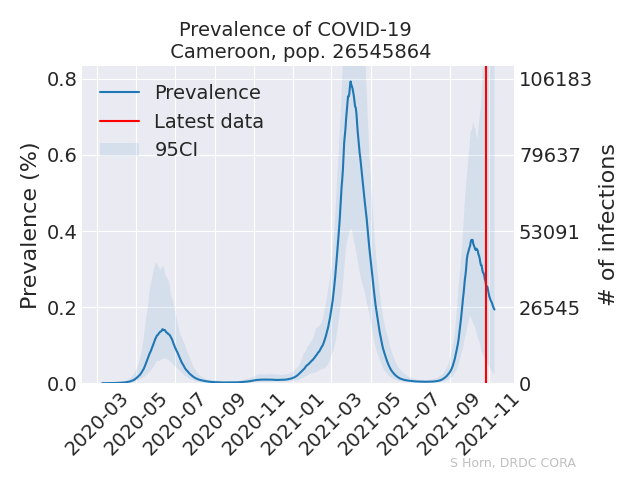 Prevalence of COVID-19
Cameroon, pop. 26545864
Prevalence (%)
0.8
0.6
0.4
0.2
0.0
Prevalence
Latest data
95CI
106183
79637
53091
26545
0
# of infections
2020-03
2020-05
2020-07
2020-09
2020-11
2021-01
2021-03
2021-05
2021-07
2021-09
2021-11
S Horn, DRDC CORA